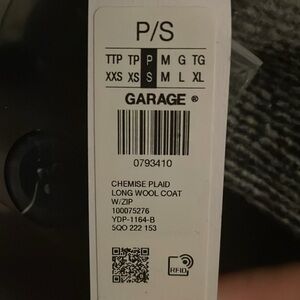 P/S
TTP TP P M G TG
XXS XS S M L XL
GARAGE ®
0793410
CHEMISE PLAID
LONG WOOL COAT
W/ZIP
100075276
YDP-1164-B
5QO 222 153
RFID